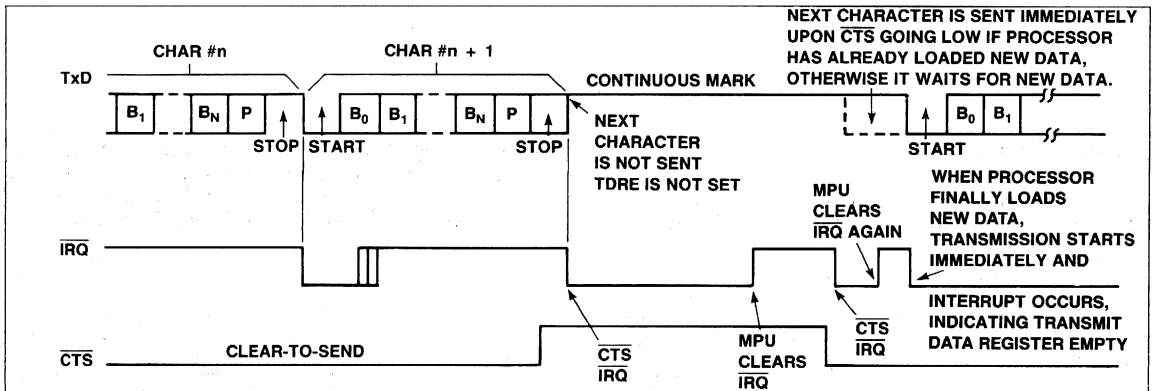 NEXT CHARACTER IS SENT IMMEDIATELY
UPON CTS GOING LOW IF PROCESSOR
HAS ALREADY LOADED NEW DATA,
OTHERWISE IT WAITS FOR NEW DATA.
CHAR #n
CHAR #n + 1
TxD
CONTINUOUS MARK
B1
BN
P
B0
B1
BN
P
B0
B1
STOP
START
STOP
START
NEXT
CHARACTER
IS NOT SENT
TDRE IS NOT SET
MPU
CLEARS
IRQ AGAIN
WHEN PROCESSOR
FINALLY LOADS
NEW DATA,
TRANSMISSION STARTS
IMMEDIATELY AND
INTERRUPT OCCURS,
INDICATING TRANSMIT
DATA REGISTER EMPTY
IRQ
CTS
IRQ
MPU
CLEARS
IRQ
CTS
IRQ
CTS
CLEAR-TO-SEND